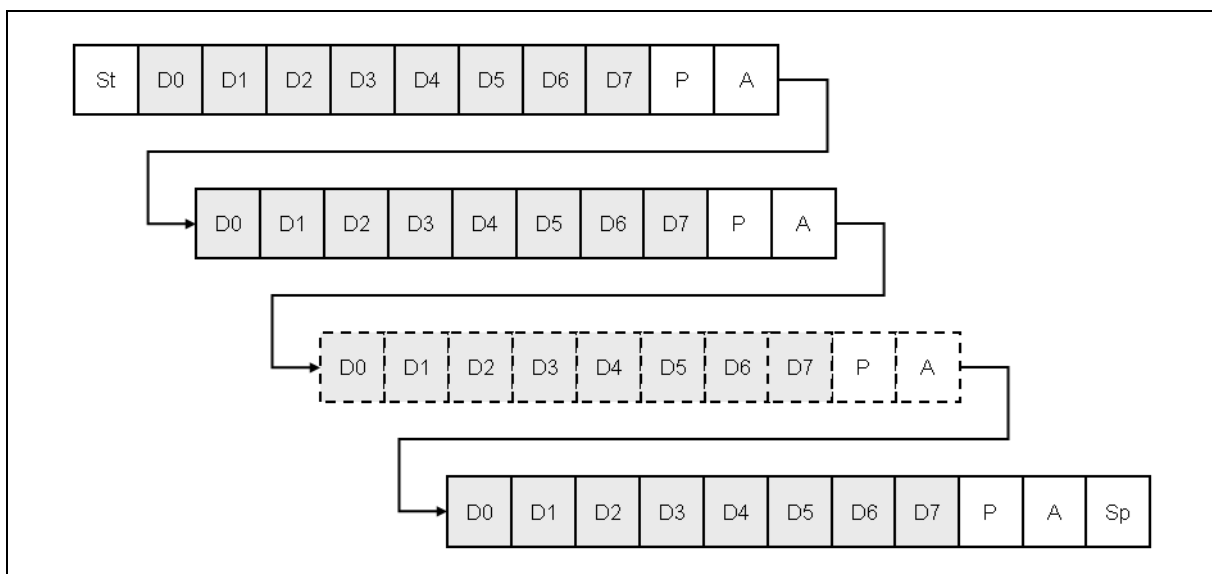 St D0 D1 D2 D3 D4 D5 D6 D7 P A
D0 D1 D2 D3 D4 D5 D6 D7 P A
D0 D1 D2 D3 D4 D5 D6 D7 P A
D0 D1 D2 D3 D4 D5 D6 D7 P A Sp